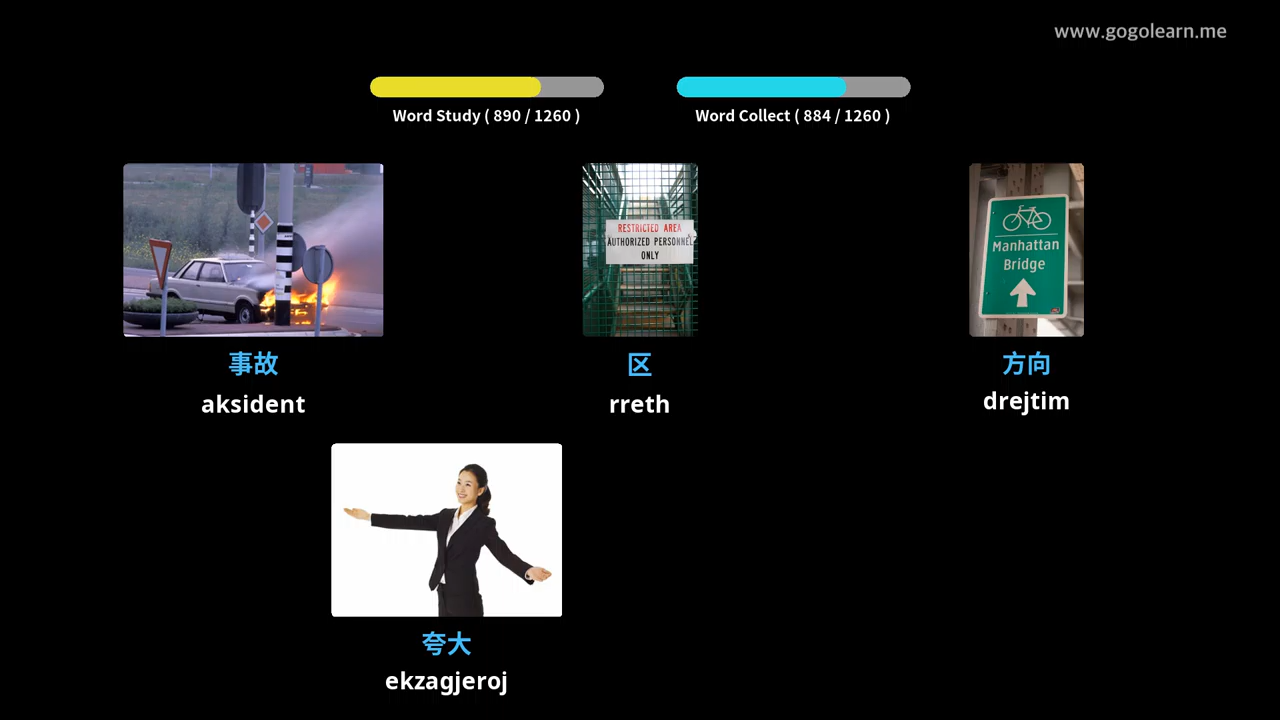 www.gogolearn.me
Word Study ( 890 / 1260 )
Word Collect ( 884 / 1260 )
RESTRICTED AREA
AUTHORIZED PERSONNEL
ONLY
Manhattan
Bridge
事故
区
方向
aksident
rreth
drejtim
夸大
ekzagjeroj